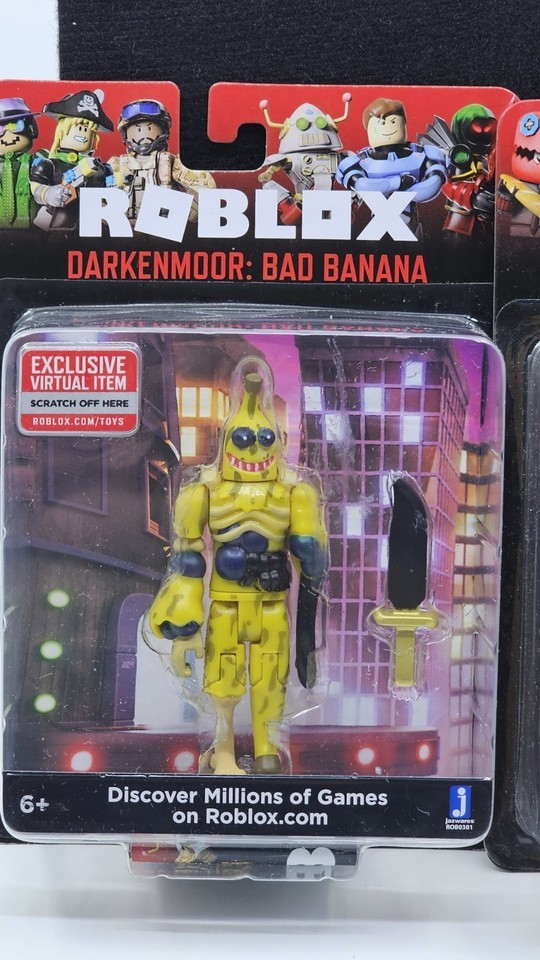 ROBLOX
DARKENMOOR: BAD BANANA
EXCLUSIVE
VIRTUAL ITEM
SCRATCH OFF HERE
ROBLOX.COM/TOYS
6+
Discover Millions of Games
on Roblox.com
j
jazwares
ROB0301